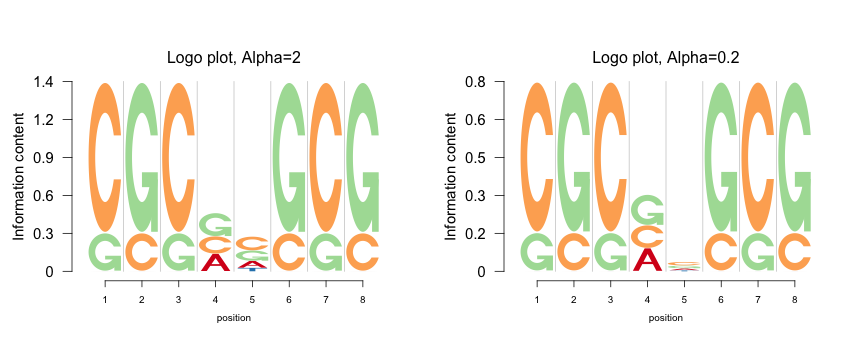 Logo plot, Alpha=2
Information content
1.4
1.2
0.9
0.6
0.3
0
C G C G C G C G
G C G C G C G C
A A
T
1 2 3 4 5 6 7 8
position
Logo plot, Alpha=0.2
Information content
0.8
0.6
0.5
0.3
0.2
0
C G C G G C G
G C G C C G C
A
1 2 3 4 5 6 7 8
position